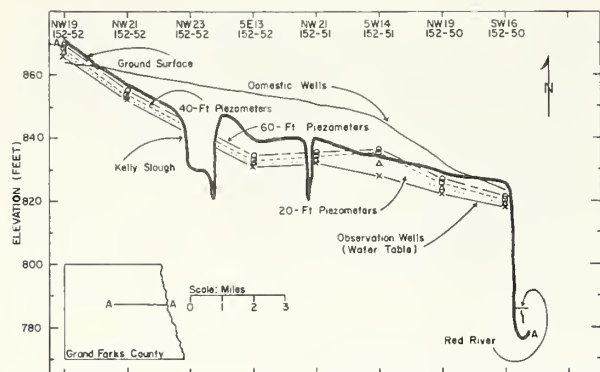 NW19 NW21 NW23 SE13 NW21 SW14 NW19 SW16
152-52 152-52 152-52 152-52 152-51 152-51 152-50 152-50
A
Ground Surface
860
Domestic Wells
N
40-Ft Piezometers
60-Ft Piezometers
840
Kelly Slough
ELEVATION (FEET)
820
20-Ft Piezometers
Observation Wells
(Water Table)
800
Scale: Miles
A A
0 1 2 3
780
A
Red River
Grand Forks County